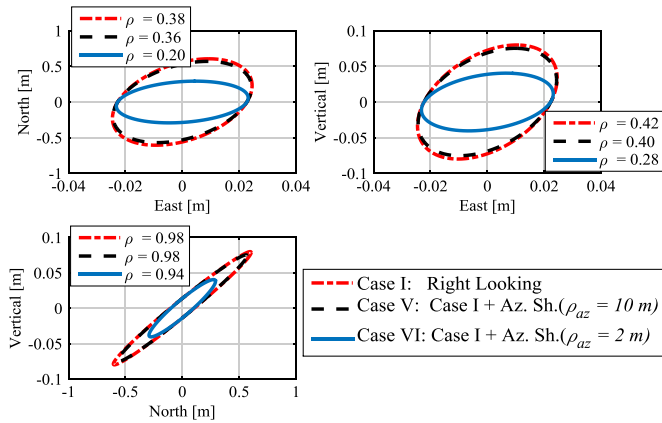 ρ = 0.38
ρ = 0.36
ρ = 0.20
1
0.5
0
-0.5
-1
North [m]
-0.04 -0.02 0 0.02 0.04
East [m]
0.1
0.05
0
-0.05
-0.1
Vertical [m]
ρ = 0.42
ρ = 0.40
ρ = 0.28
-0.04 -0.02 0 0.02 0.04
East [m]
ρ = 0.98
ρ = 0.98
ρ = 0.94
0.1
0.05
0
-0.05
-0.1
Vertical [m]
-1 -0.5 0 0.5 1
North [m]
Case I: Right Looking
Case V: Case I + Az. Sh.(ρaz = 10 m)
Case VI: Case I + Az. Sh.(ρaz = 2 m)